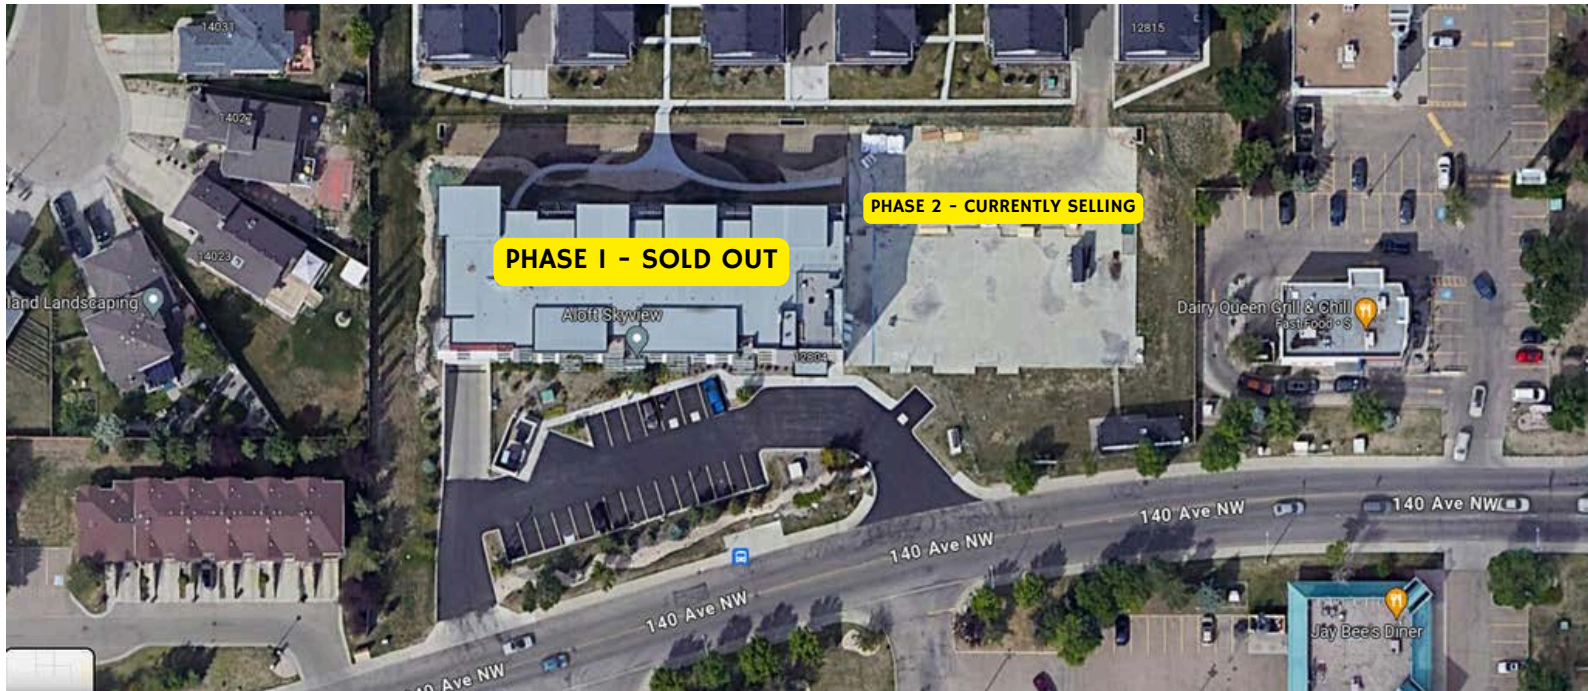 14031
12815
14027
PHASE 2 - CURRENTLY SELLING
14023
PHASE 1 - SOLD OUT
land Landscaping
Aloft Skyview
Dairy Queen Grill & Chill
Fast Food • $
12804
140 Ave NW
140 Ave NW
140 Ave NW
140 Ave NW
Jay Bee's Diner
40 Ave NW